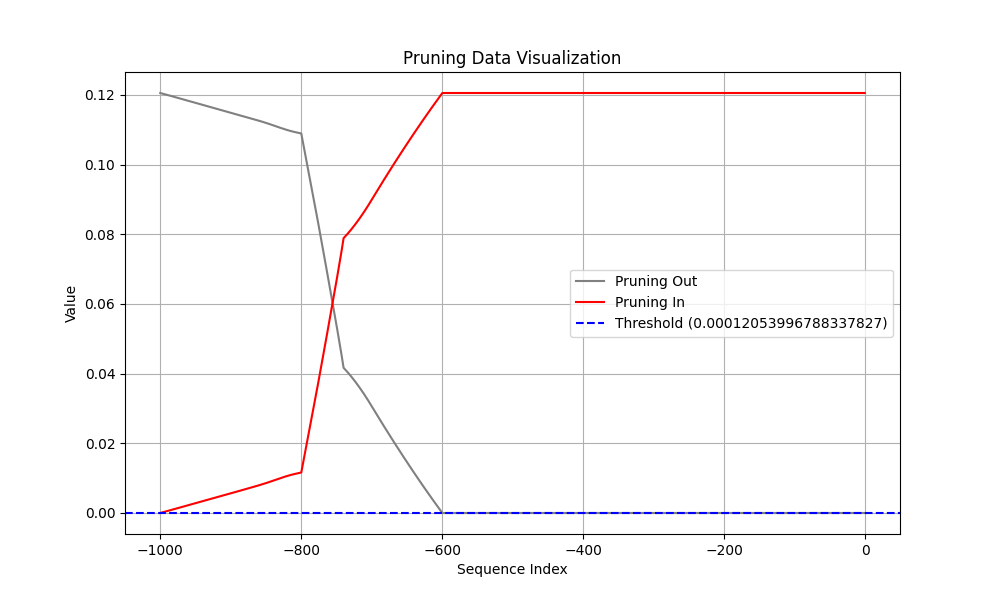 Pruning Data Visualization
0.12
0.10
0.08
0.06
0.04
0.02
0.00
Value
Pruning Out
Pruning In
Threshold (0.00012053996788337827)
−1000
−800
−600
−400
−200
0
Sequence Index